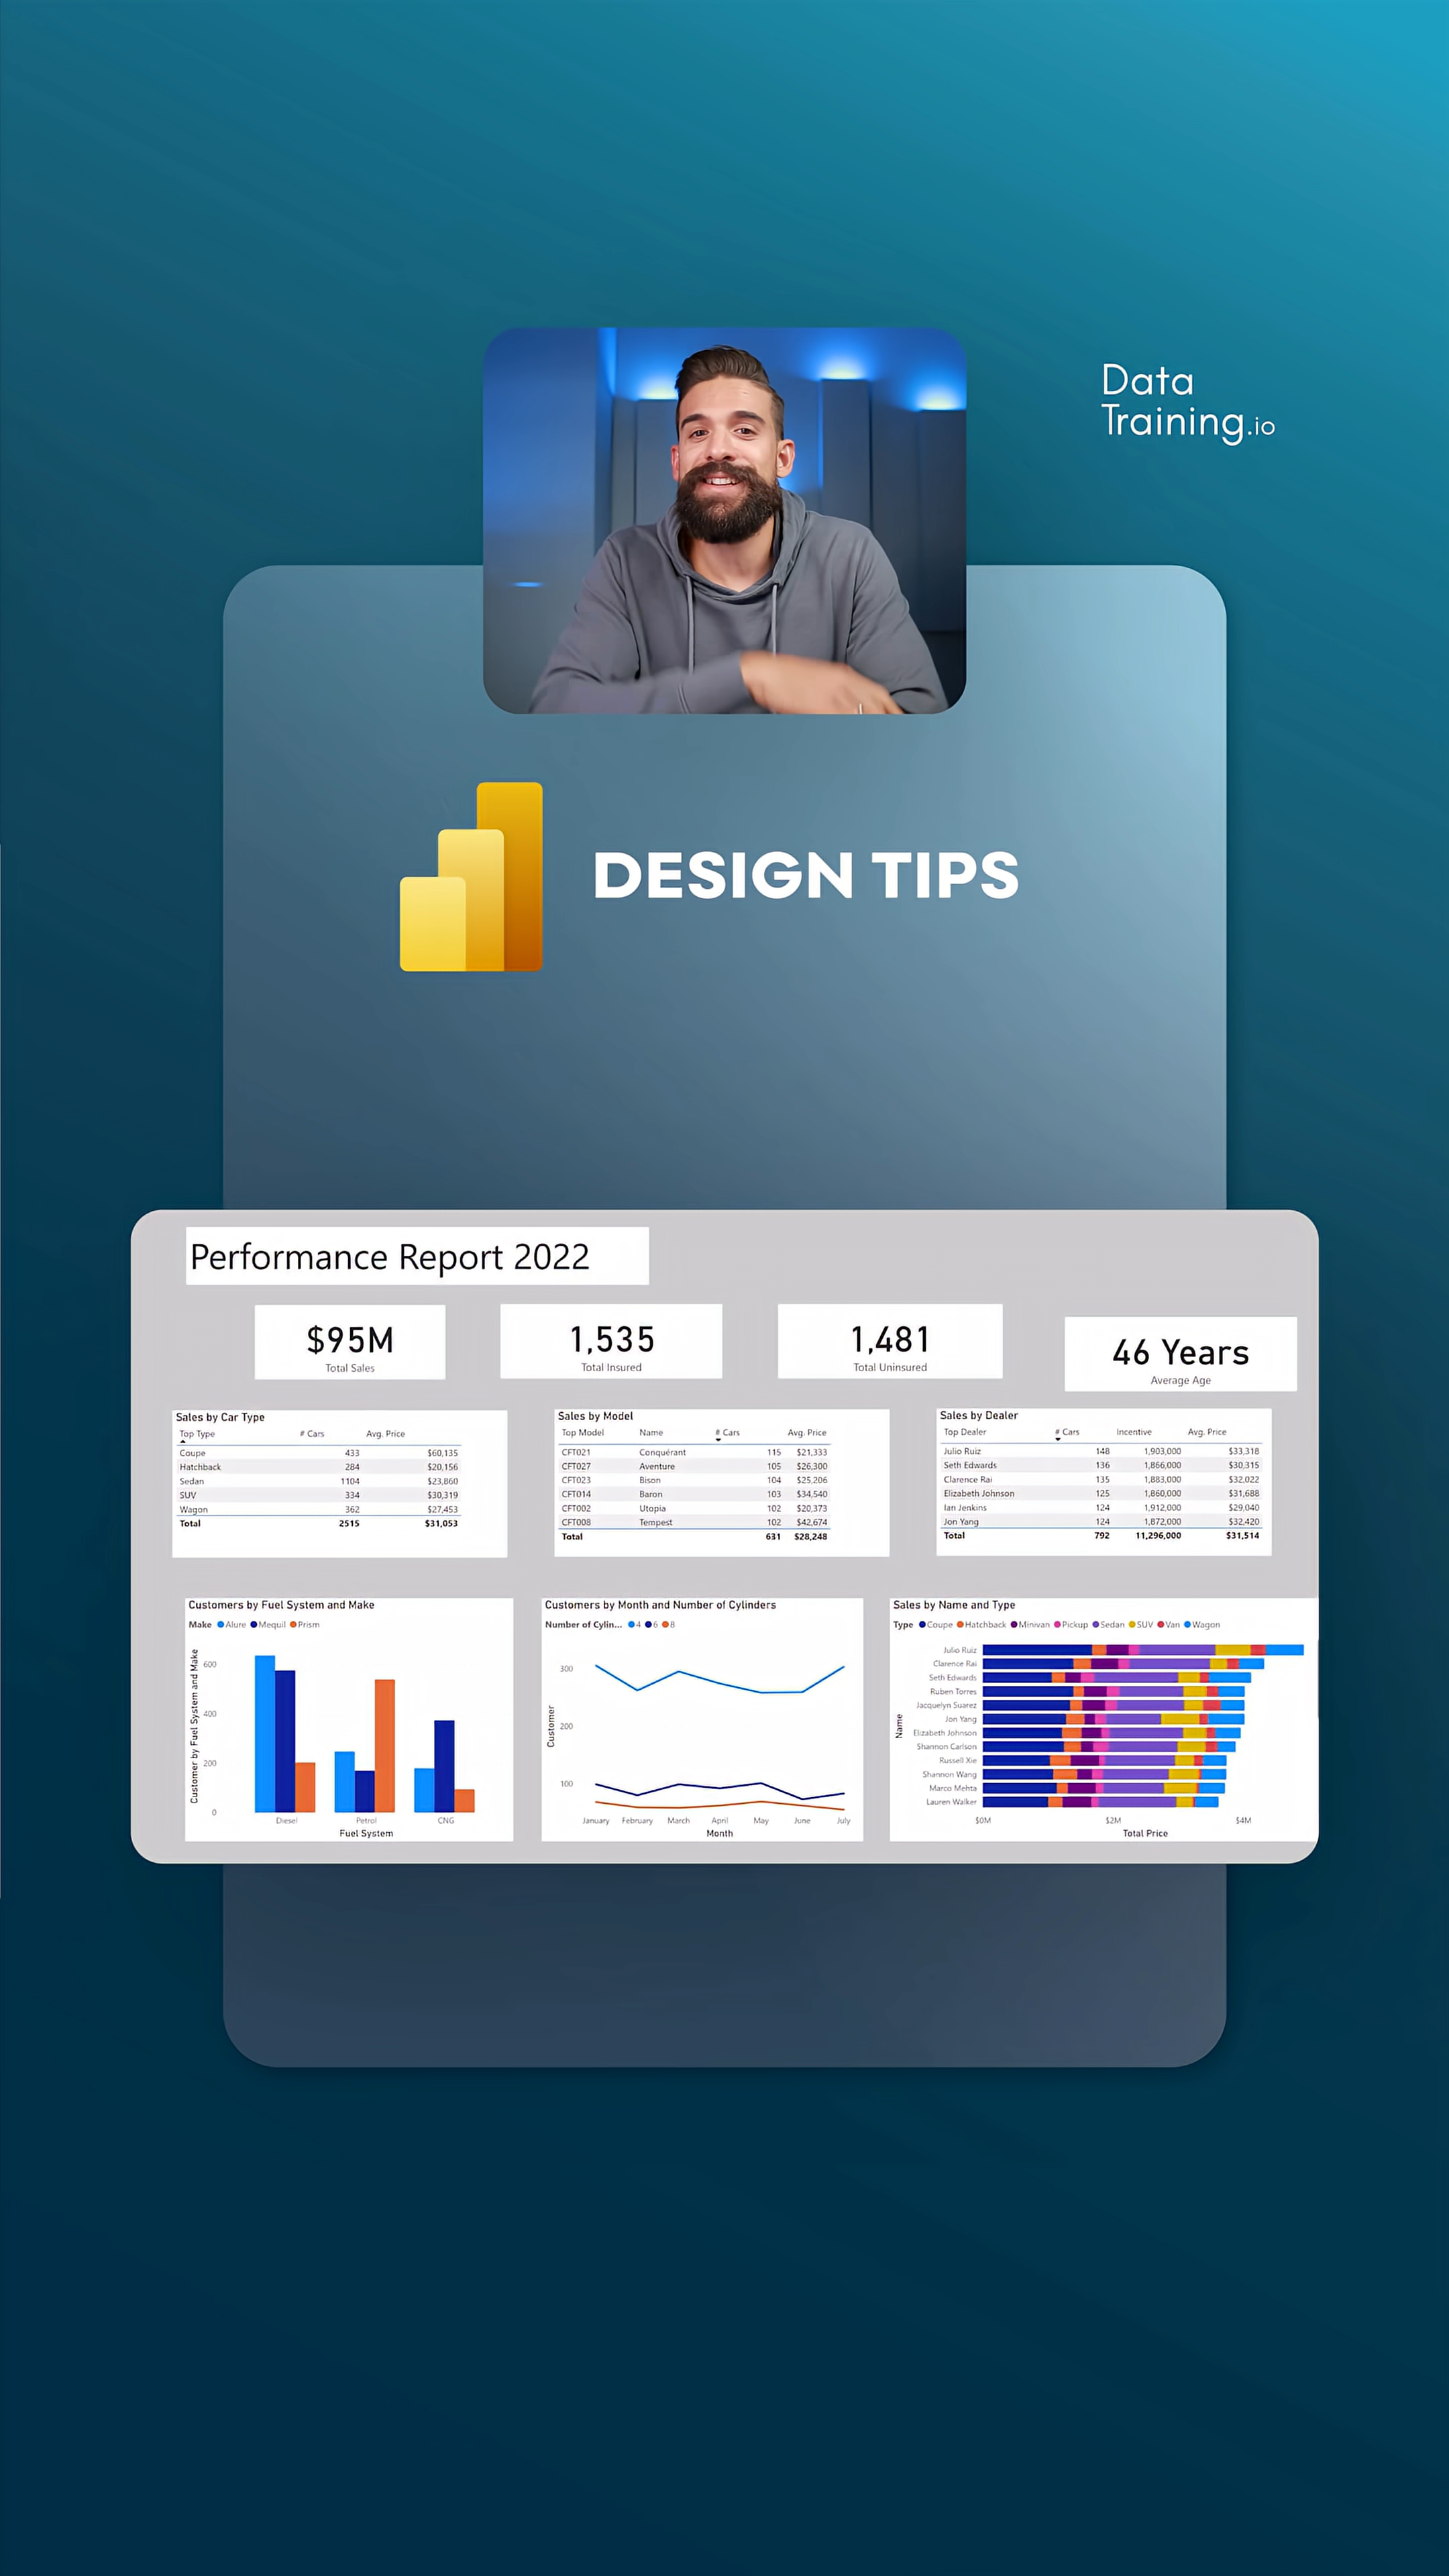 Data
Training.io
DESIGN TIPS
Performance Report 2022
$95M
Total Sales
1,535
Total Insured
1,481
Total Uninsured
46 Years
Average Age
Sales by Car Type
Top Type # Cars Avg. Price
Coupe 433 $60,135
Hatchback 284 $20,156
Sedan 1104 $23,860
SUV 334 $30,319
Wagon 362 $27,453
Total 2515 $31,053
Sales by Model
Top Model Name # Cars Avg. Price
CFT021 Conquérant 115 $21,333
CFT027 Aventure 105 $26,300
CFT023 Bison 104 $25,206
CFT014 Baron 103 $34,540
CFT002 Utopia 102 $20,373
CFT008 Tempest 102 $42,674
Total 631 $28,248
Sales by Dealer
Top Dealer # Cars Incentive Avg. Price
Julio Ruiz 148 1,903,000 $33,318
Seth Edwards 136 1,866,000 $30,315
Clarence Rai 135 1,883,000 $32,022
Elizabeth Johnson 125 1,860,000 $31,688
Ian Jenkins 124 1,912,000 $29,040
Jon Yang 124 1,872,000 $32,420
Total 792 11,296,000 $31,514
Customers by Fuel System and Make
Make Alure Mequil Prism
Customer by Fuel System and Make
600
400
200
0
Diesel Petrol CNG
Fuel System
Customers by Month and Number of Cylinders
Number of Cylin... 4 6 8
Customer
300
200
100
January February March April May June July
Month
Sales by Name and Type
Type Coupe Hatchback Minivan Pickup Sedan SUV Van Wagon
Name
Julio Ruiz
Clarence Rai
Seth Edwards
Ruben Torres
Jacquelyn Suarez
Jon Yang
Elizabeth Johnson
Shannon Carlson
Russell Xie
Shannon Wang
Marco Mehta
Lauren Walker
$0M $2M $4M
Total Price